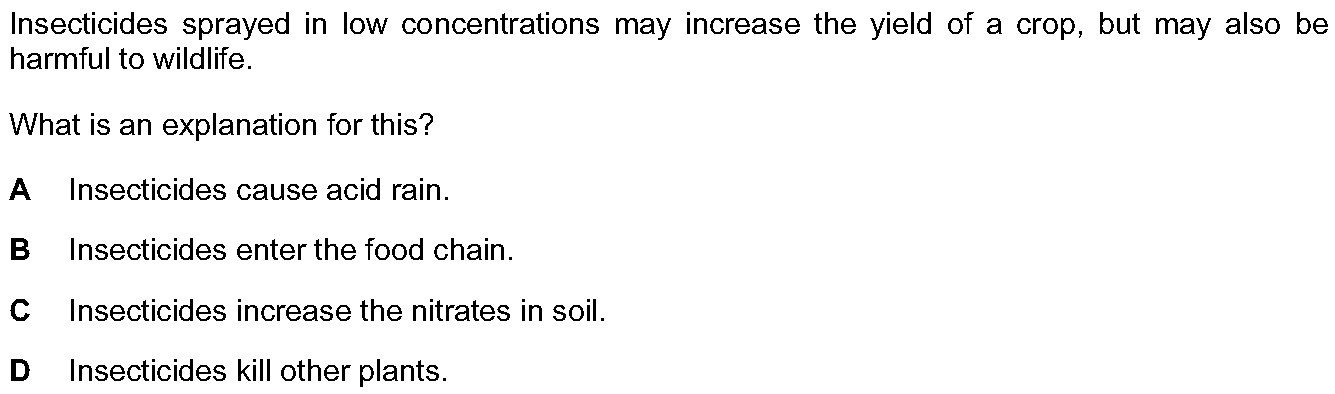 Insecticides sprayed in low concentrations may increase the yield of a crop, but may also be
harmful to wildlife.
What is an explanation for this?
A Insecticides cause acid rain.
B Insecticides enter the food chain.
C Insecticides increase the nitrates in soil.
D Insecticides kill other plants.